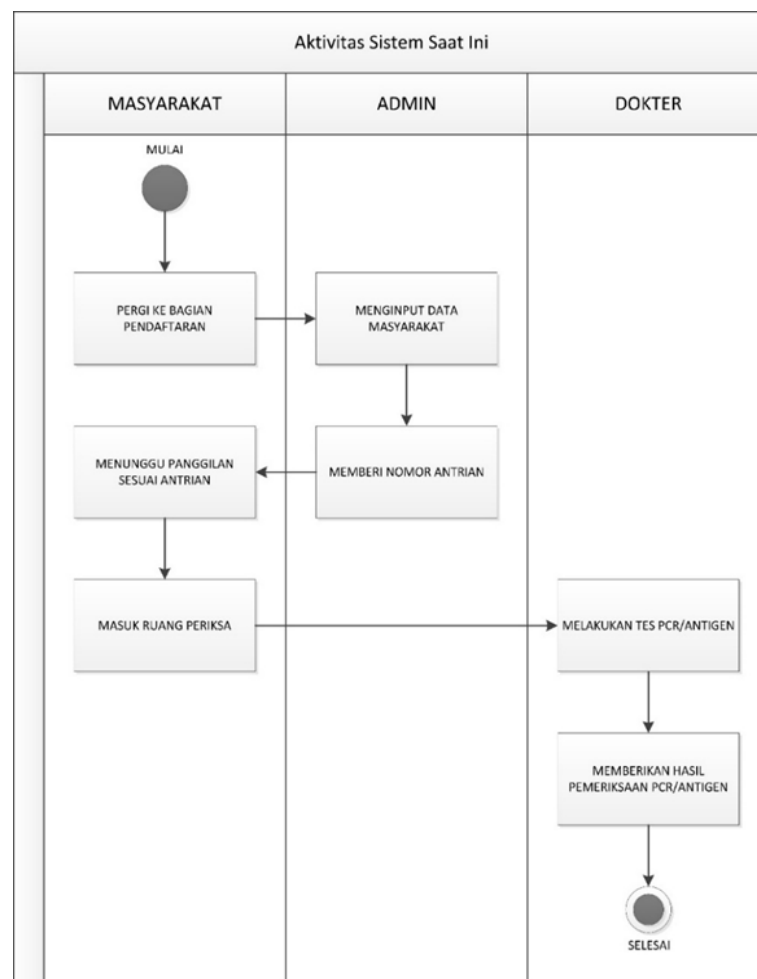 Aktivitas Sistem Saat Ini
MASYARAKAT
ADMIN
DOKTER
MULAI
PERGI KE BAGIAN
PENDAFTARAN
MENGINPUT DATA
MASYARAKAT
MENUNGGU PANGGILAN
SESUAI ANTRIAN
MEMBERI NOMOR ANTRIAN
MASUK RUANG PERIKSA
MELAKUKAN TES PCR/ANTIGEN
MEMBERIKAN HASIL
PEMERIKSAAN PCR/ANTIGEN
SELESAI